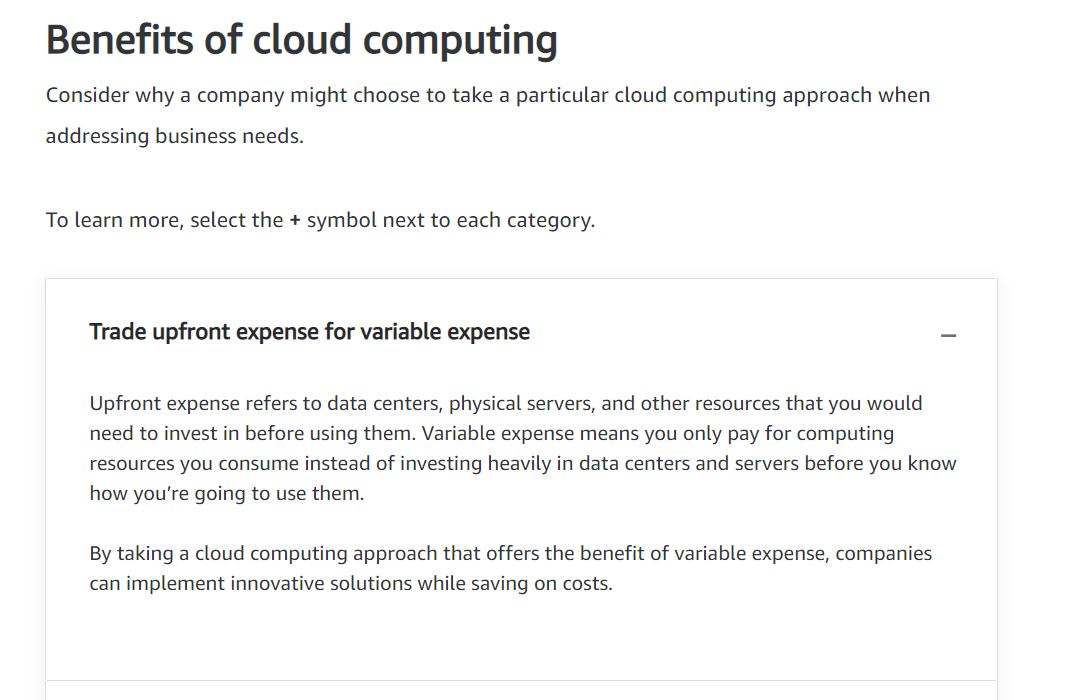 Benefits of cloud computing
Consider why a company might choose to take a particular cloud computing approach when
addressing business needs.
To learn more, select the + symbol next to each category.
Trade upfront expense for variable expense
Upfront expense refers to data centers, physical servers, and other resources that you would
need to invest in before using them. Variable expense means you only pay for computing
resources you consume instead of investing heavily in data centers and servers before you know
how you’re going to use them.
By taking a cloud computing approach that offers the benefit of variable expense, companies
can implement innovative solutions while saving on costs.